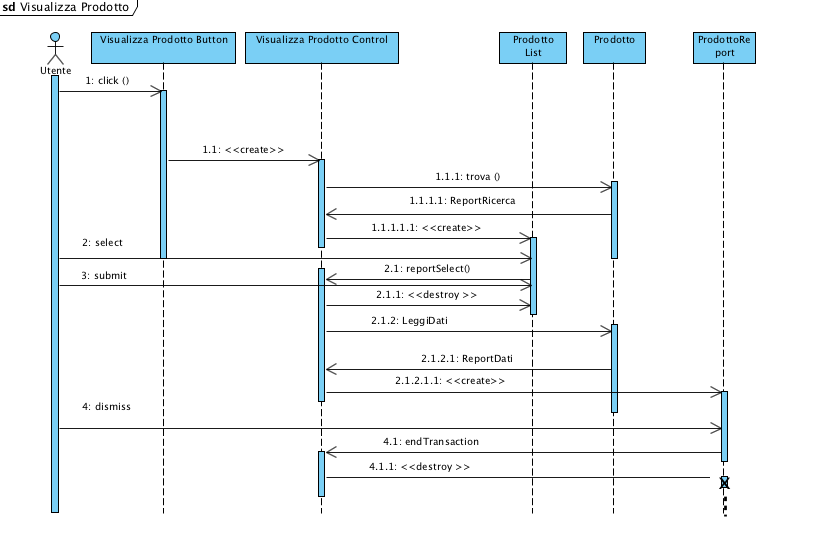 sd Visualizza Prodotto
Utente
Visualizza Prodotto Button
Visualizza Prodotto Control
Prodotto
List
Prodotto
ProdottoRe
port
1: click ()
1.1: <<create>>
1.1.1: trova ()
1.1.1.1: ReportRicerca
1.1.1.1.1: <<create>>
2: select
2.1: reportSelect()
3: submit
2.1.1: <<destroy >>
2.1.2: LeggiDati
2.1.2.1: ReportDati
2.1.2.1.1: <<create>>
4: dismiss
4.1: endTransaction
4.1.1: <<destroy >>